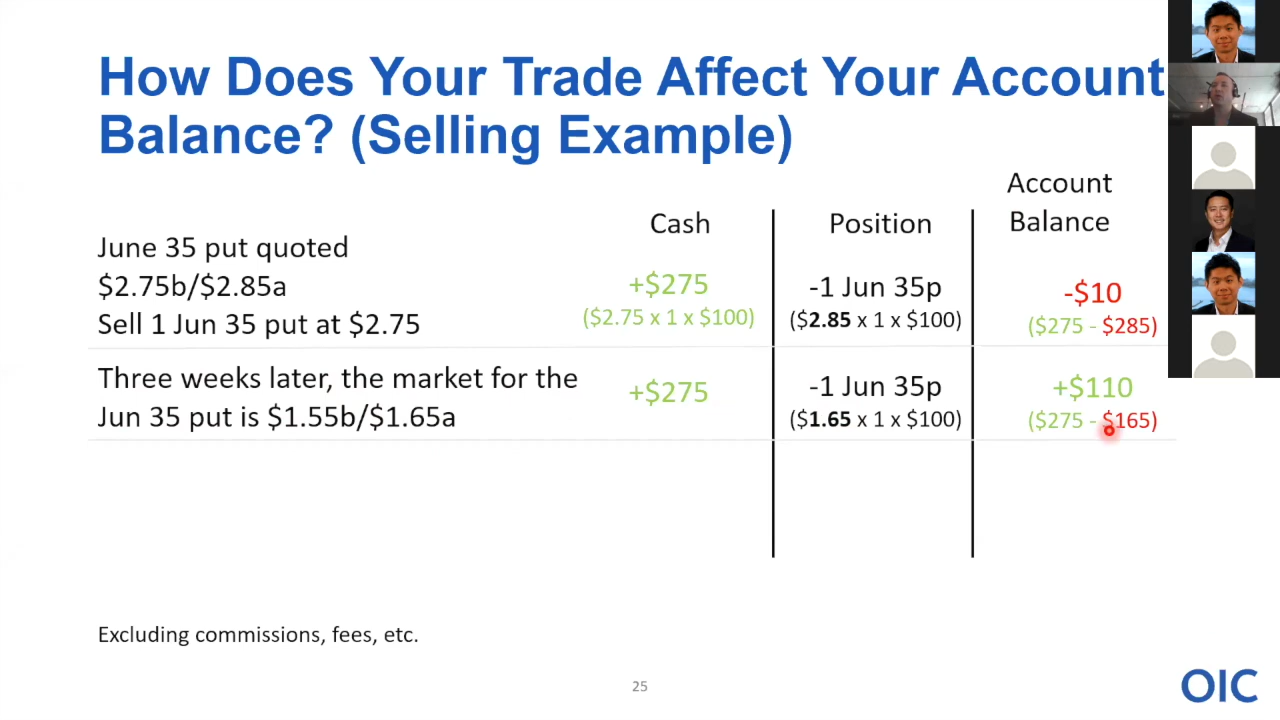 How Does Your Trade Affect Your Account
Balance? (Selling Example)
Cash
Position
Account
Balance
June 35 put quoted
$2.75b/$2.85a
Sell 1 Jun 35 put at $2.75
+$275
($2.75 x 1 x $100)
-1 Jun 35p
($2.85 x 1 x $100)
-$10
($275 - $285)
Three weeks later, the market for the
Jun 35 put is $1.55b/$1.65a
+$275
-1 Jun 35p
($1.65 x 1 x $100)
+$110
($275 - $165)
Excluding commissions, fees, etc.
25
OIC